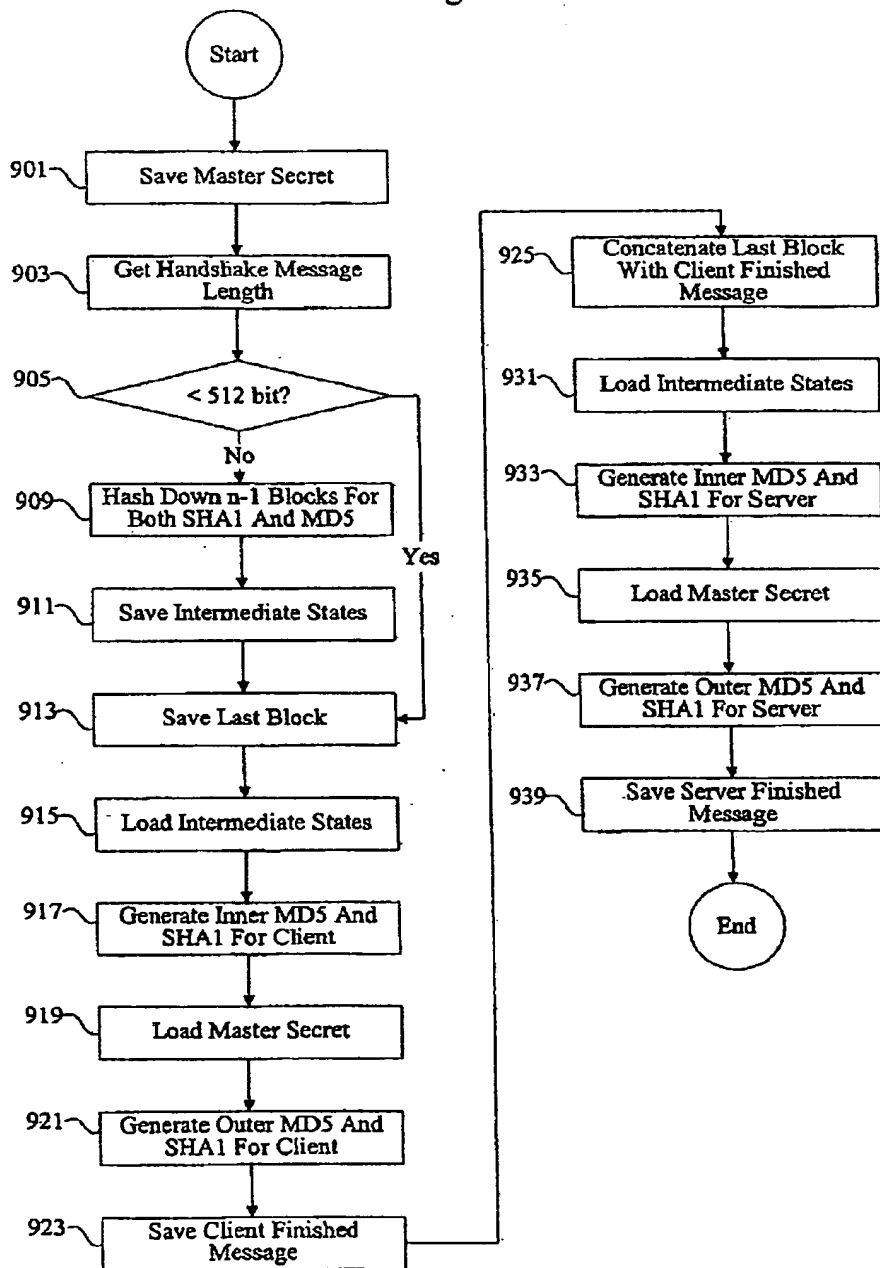 Start
901
Save Master Secret
903
Get Handshake Message
Length
905
< 512 bit?
No
Yes
909
Hash Down n-1 Blocks For
Both SHA1 And MD5
911
Save Intermediate States
913
Save Last Block
915
Load Intermediate States
917
Generate Inner MD5 And
SHA1 For Client
919
Load Master Secret
921
Generate Outer MD5 And
SHA1 For Client
923
Save Client Finished
Message
925
Concatenate Last Block
With Client Finished
Message
931
Load Intermediate States
933
Generate Inner MD5 And
SHA1 For Server
935
Load Master Secret
937
Generate Outer MD5 And
SHA1 For Server
939
Save Server Finished
Message
End